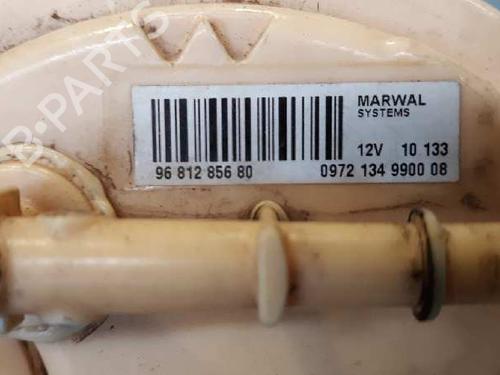 MARWAL
SYSTEMS
12V 10 133
96 812 856 80
0972 134 9900 08
B-PARTS